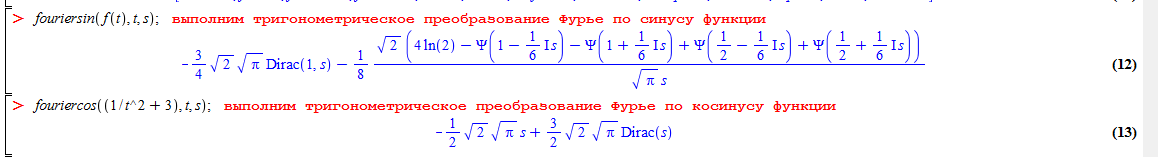 > fouriersin(f(t),t,s); выполним тригонометрическое преобразование Фурье по синусу функции
-3/4 √2 √π Dirac(1, s) - 1/8 √2 (4 ln(2) - Ψ(1 - 1/6 I s) - Ψ(1 + 1/6 I s) + Ψ(1/2 - 1/6 I s) + Ψ(1/2 + 1/6 I s)) / √π s (12)
> fouriercos((1/t^2 + 3),t,s); выполним тригонометрическое преобразование Фурье по косинусу функции
-1/2 √2 √π s + 3/2 √2 √π Dirac(s) (13)